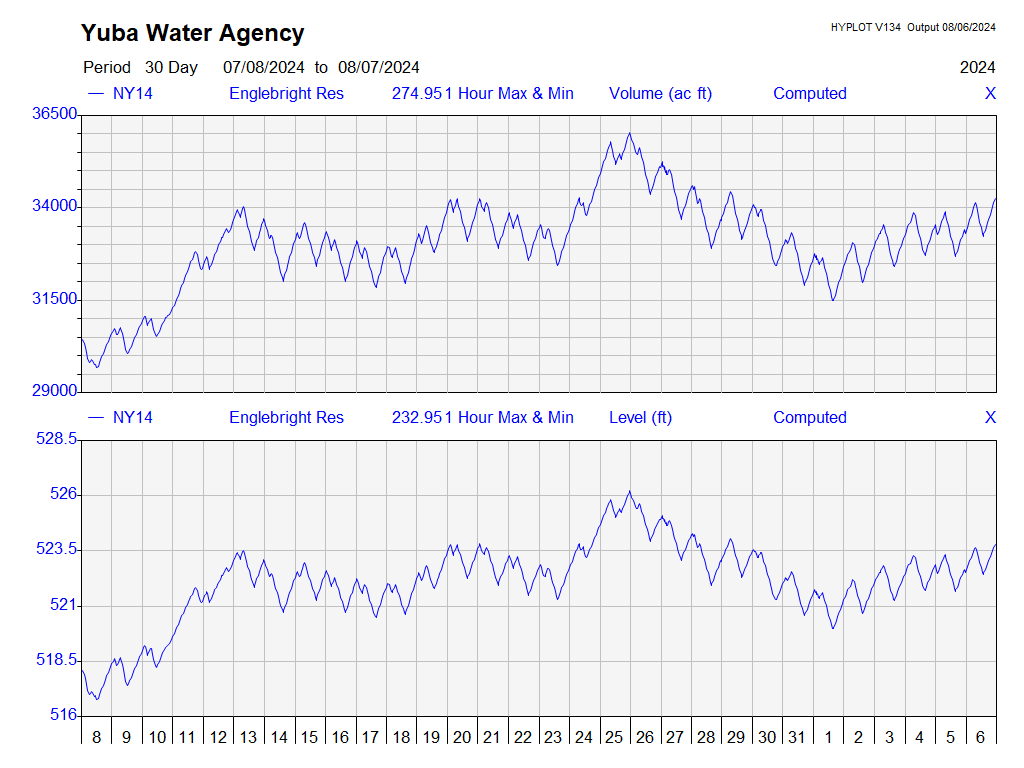 Yuba Water Agency
HYPLOT V134 Output 08/06/2024
Period 30 Day 07/08/2024 to 08/07/2024
2024
NY14 Englebright Res 274.951 Hour Max & Min Volume (ac ft) Computed X
36500
34000
31500
29000
NY14 Englebright Res 232.951 Hour Max & Min Level (ft) Computed X
528.5
526
523.5
521
518.5
516
8 9 10 11 12 13 14 15 16 17 18 19 20 21 22 23 24 25 26 27 28 29 30 31 1 2 3 4 5 6